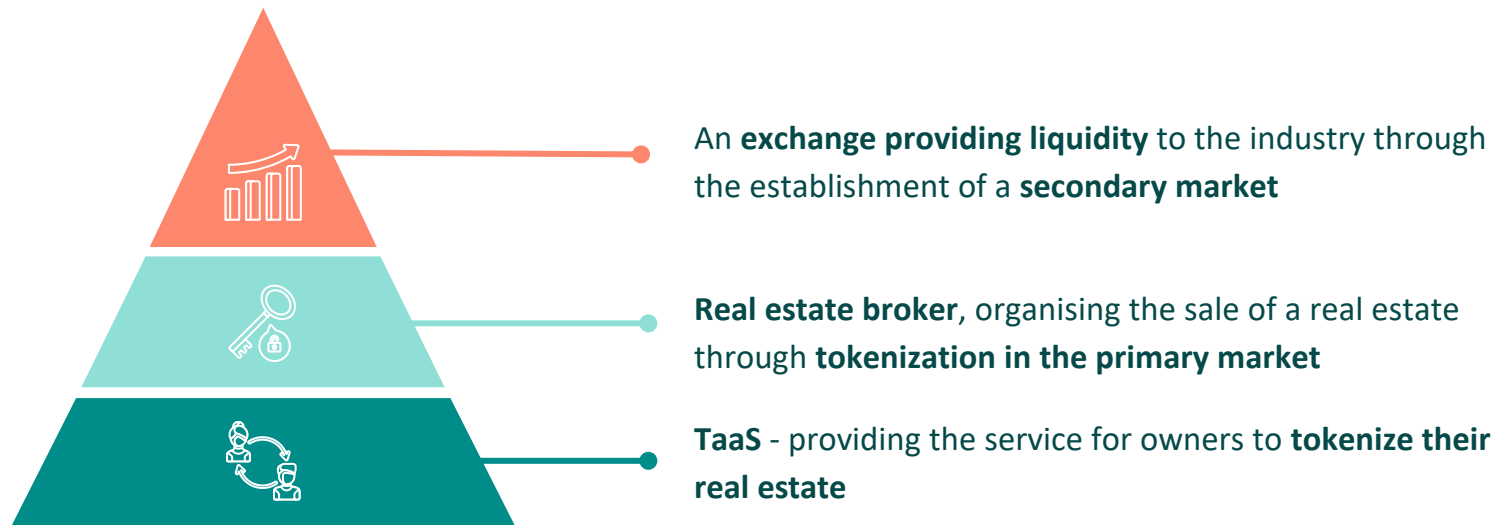 An exchange providing liquidity to the industry through
the establishment of a secondary market
Real estate broker, organising the sale of a real estate
through tokenization in the primary market
TaaS - providing the service for owners to tokenize their
real estate